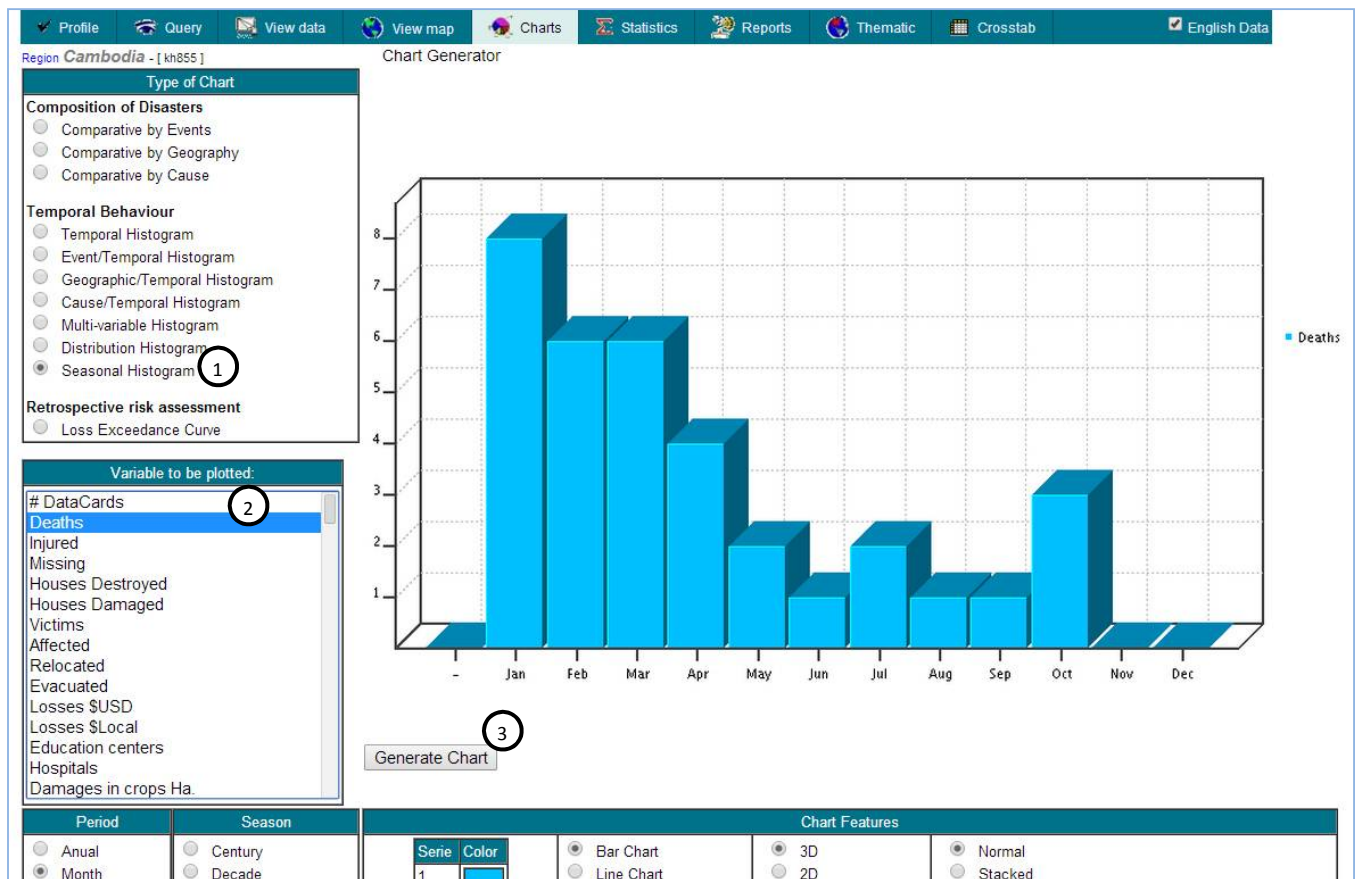 Profile Query View data View map Charts Statistics Reports Thematic Crosstab English Data
Region Cambodia - [ kh855 ]
Chart Generator
Type of Chart
Composition of Disasters
Comparative by Events
Comparative by Geography
Comparative by Cause
Temporal Behaviour
Temporal Histogram
Event/Temporal Histogram
Geographic/Temporal Histogram
Cause/Temporal Histogram
Multi-variable Histogram
Distribution Histogram
Seasonal Histogram 1
Retrospective risk assessment
Loss Exceedance Curve
Variable to be plotted:
# DataCards 2
Deaths
Injured
Missing
Houses Destroyed
Houses Damaged
Victims
Affected
Relocated
Evacuated
Losses $USD
Losses $Local
Education centers
Hospitals
Damages in crops Ha.
8
7
6
5
4
3
2
1
- Jan Feb Mar Apr May Jun Jul Aug Sep Oct Nov Dec
Deaths
3
Generate Chart
Period
Anual
Month
Season
Century
Decade
Chart Features
Serie Color
1
Bar Chart
Line Chart
3D
2D
Normal
Stacked